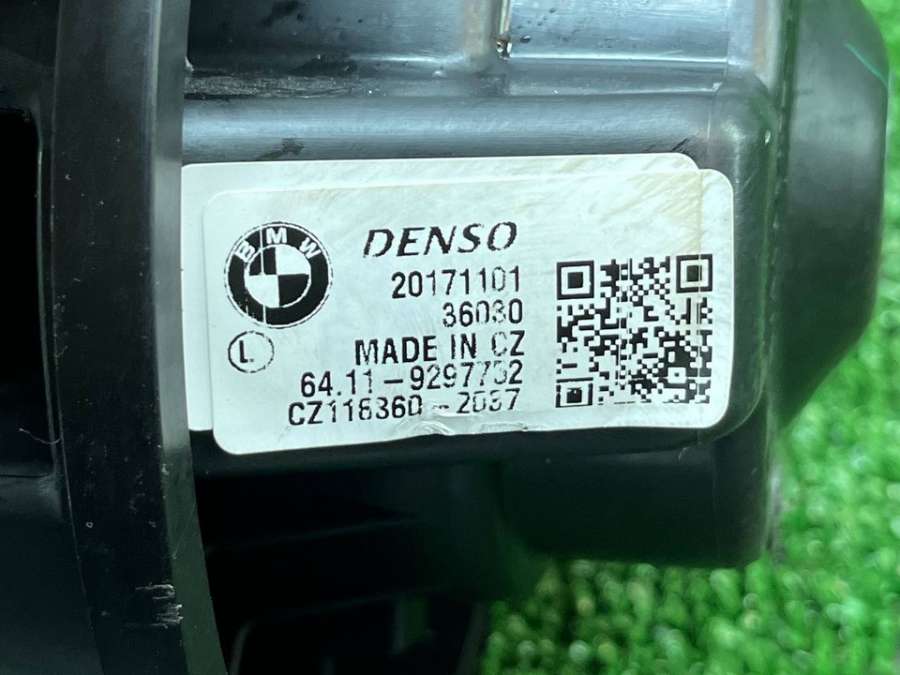 BMW
DENSO
20171101
36030
L
MADE IN CZ
64.11-9297752
CZ116360-2037